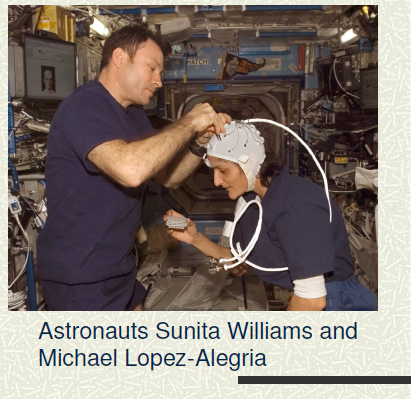 HATCH
Astronauts Sunita Williams and
Michael Lopez-Alegria